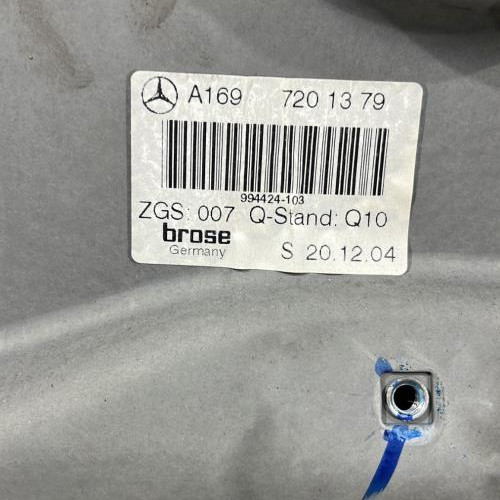 A169 720 13 79
994424-103
ZGS: 007 Q-Stand: Q10
brose
Germany
S 20.12.04